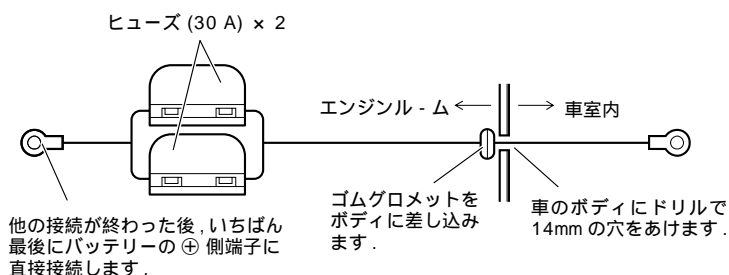 ヒューズ (30 A) × 2
エンジンル - ム
車室内
他の接続が終わった後 , いちばん
最後にバッテリーの ⊕ 側端子に
直接接続します .
ゴムグロメットを
ボディに差し込み
ます .
車のボディにドリルで
14mm の穴をあけます .